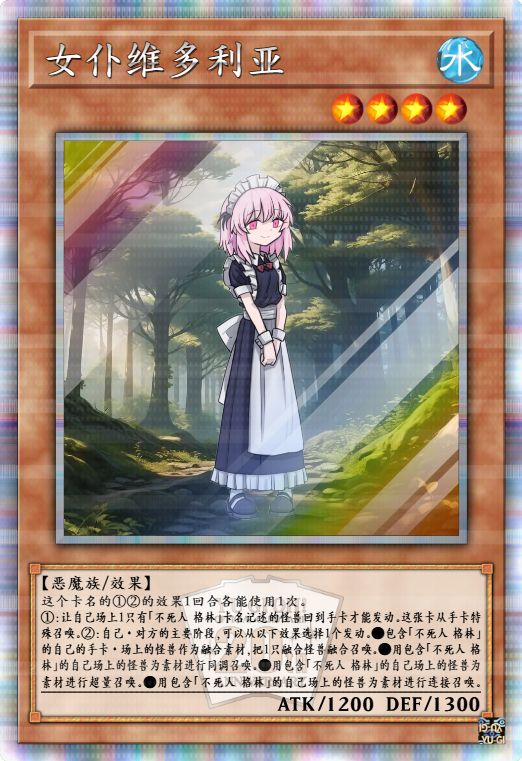 女仆维多利亚
水
【恶魔族/效果】
这个卡名的①②的效果1回合各能使用1次。
①:让自己场上1只有「不死人 格林」卡名记述的怪兽回到手卡才能发动。这张卡从手卡特
殊召唤。②:自己·对方的主要阶段,可以从以下效果选择1个发动。●包含「不死人 格林」
的自己的手卡·场上的怪兽作为融合素材,把1只融合怪兽融合召唤。●用包含「不死人 格
林」的自己场上的怪兽为素材进行同调召唤。●用包含「不死人 格林」的自己场上的怪兽为
素材进行超量召唤。●用包含「不死人 格林」的自己场上的怪兽为素材进行连接召唤。
ATK/1200 DEF/1300